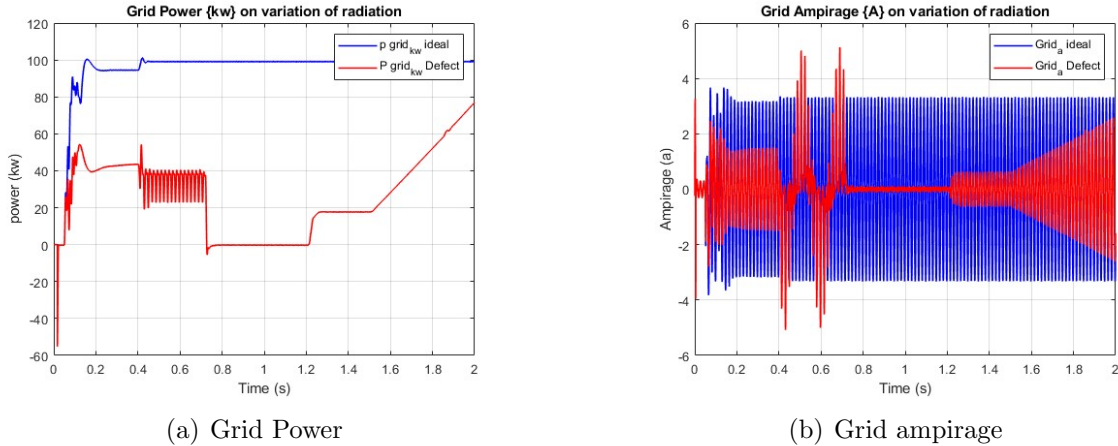 Grid Power {kw} on variation of radiation
120
100
80
60
40
20
0
-20
-40
-60
power (kw)
0 0.2 0.4 0.6 0.8 1 1.2 1.4 1.6 1.8 2
Time (s)
p grid_kw ideal
P grid_kw Defect
(a) Grid Power
Grid Ampirage {A} on variation of radiation
6
4
2
0
-2
-4
-6
Ampirage (a)
0 0.2 0.4 0.6 0.8 1 1.2 1.4 1.6 1.8 2
Time (s)
Grid_a ideal
Grid_a Defect
(b) Grid ampirage